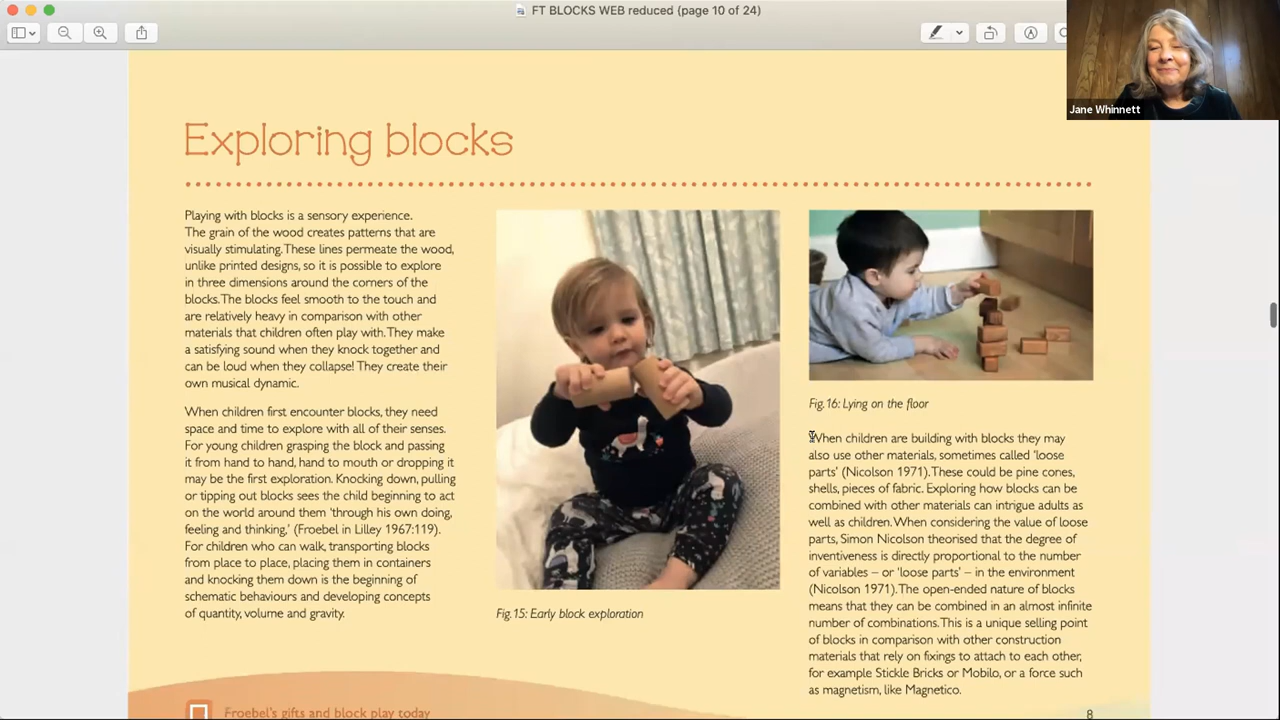 FT BLOCKS WEB reduced (page 10 of 24)
Jane Whinnett
Exploring blocks
Playing with blocks is a sensory experience.
The grain of the wood creates patterns that are
visually stimulating. These lines permeate the wood,
unlike printed designs, so it is possible to explore
in three dimensions around the corners of the
blocks. The blocks feel smooth to the touch and
are relatively heavy in comparison with other
materials that children often play with. They make
a satisfying sound when they knock together and
can be loud when they collapse! They create their
own musical dynamic.
When children first encounter blocks, they need
space and time to explore with all of their senses.
For young children grasping the block and passing
it from hand to hand, hand to mouth or dropping it
may be the first exploration. Knocking down, pulling
or tipping out blocks sees the child beginning to act
on the world around them ‘through his own doing,
feeling and thinking,’ (Froebel in Lilley 1967:119).
For children who can walk, transporting blocks
from place to place, placing them in containers
and knocking them down is the beginning of
schematic behaviours and developing concepts
of quantity, volume and gravity.
Fig.15: Early block exploration
Fig.16: Lying on the floor
When children are building with blocks they may
also use other materials, sometimes called ‘loose
parts’ (Nicolson 1971). These could be pine cones,
shells, pieces of fabric. Exploring how blocks can be
combined with other materials can intrigue adults as
well as children. When considering the value of loose
parts, Simon Nicolson theorised that the degree of
inventiveness is directly proportional to the number
of variables – or ‘loose parts’ – in the environment
(Nicolson 1971). The open-ended nature of blocks
means that they can be combined in an almost infinite
number of combinations. This is a unique selling point
of blocks in comparison with other construction
materials that rely on fixings to attach to each other,
for example Stickle Bricks or Mobilo, or a force such
as magnetism, like Magnetico.
Froebel's gifts and block play today
8